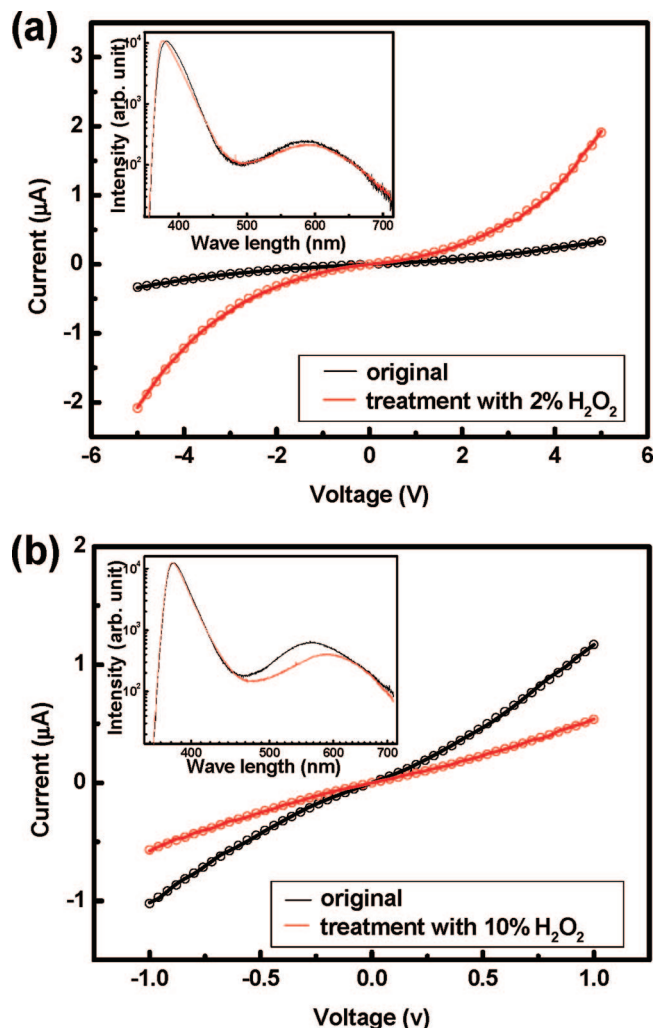 (a)
3
2
1
0
-1
-2
Current (μA)
10⁴
10³
10²
Intensity (arb. unit)
400 500 600 700
Wave length (nm)
original
treatment with 2% H₂O₂
-6 -4 -2 0 2 4 6
Voltage (V)
(b)
2
1
0
-1
Current (μA)
10⁴
10³
10²
Intensity (arb. unit)
400 500 600 700
Wave length (nm)
original
treatment with 10% H₂O₂
-1.0 -0.5 0.0 0.5 1.0
Voltage (v)